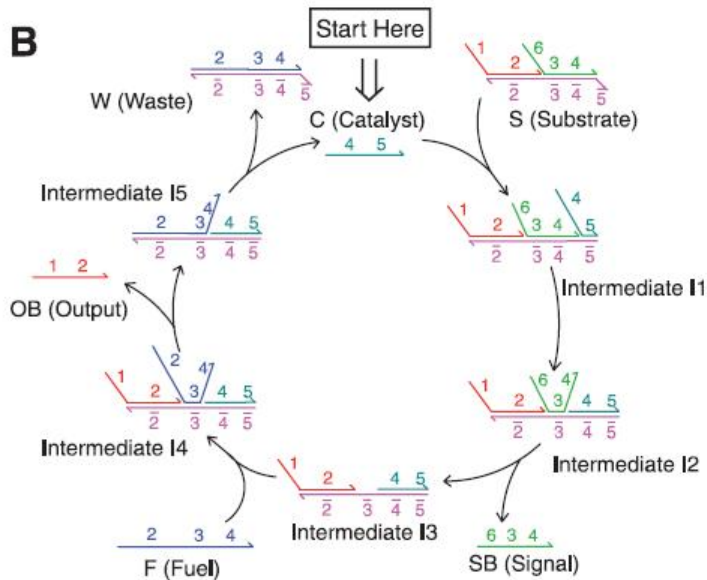 B
Start Here
C (Catalyst)
4 5
1 2 6 3 4
2̄ 3̄ 4̄ 5̄
S (Substrate)
1 2 6 3 4 4 5
2̄ 3̄ 4̄ 5̄
Intermediate I1
1 2 6 3 4 4 5
2̄ 3̄ 4̄ 5̄
Intermediate I2
6 3 4
SB (Signal)
1 2 4 5
2̄ 3̄ 4̄ 5̄
Intermediate I3
2 3 4
F (Fuel)
1 2 2 3 4 4 5
2̄ 3̄ 4̄ 5̄
Intermediate I4
1 2
OB (Output)
Intermediate I5
2 3 4 4 5
2̄ 3̄ 4̄ 5̄
2 3 4
2̄ 3̄ 4̄ 5̄
W (Waste)